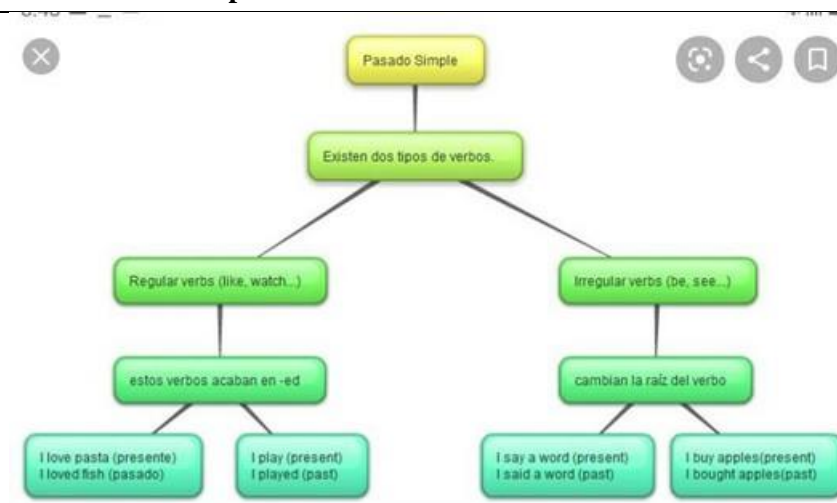 Pasado Simple
Existen dos tipos de verbos.
Regular verbs (like, watch...)
Irregular verbs (be, see...)
estos verbos acaban en -ed
cambian la raíz del verbo
I love pasta (presente)
I loved fish (pasado)
I play (present)
I played (past)
I say a word (present)
I said a word (past)
I buy apples(present)
I bought apples(past)